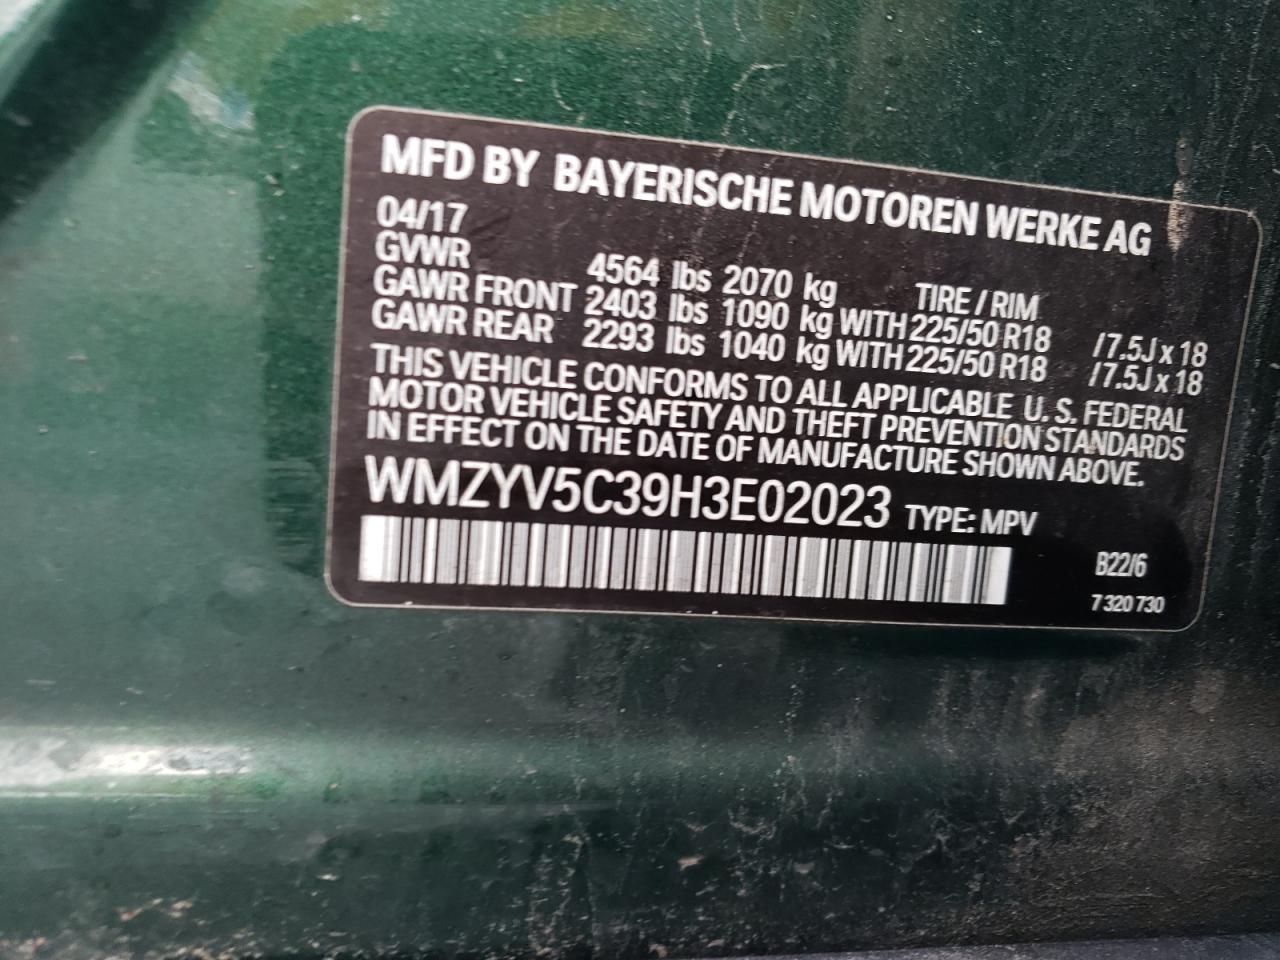 MFD BY BAYERISCHE MOTOREN WERKE AG
04/17
GVWR 4564 lbs 2070 kg TIRE / RIM
GAWR FRONT 2403 lbs 1090 kg WITH 225/50 R18 /7.5J x 18
GAWR REAR 2293 lbs 1040 kg WITH 225/50 R18 /7.5J x 18
THIS VEHICLE CONFORMS TO ALL APPLICABLE U. S. FEDERAL
MOTOR VEHICLE SAFETY AND THEFT PREVENTION STANDARDS
IN EFFECT ON THE DATE OF MANUFACTURE SHOWN ABOVE.
WMZYV5C39H3E02023 TYPE: MPV
B22/6
7 320 730